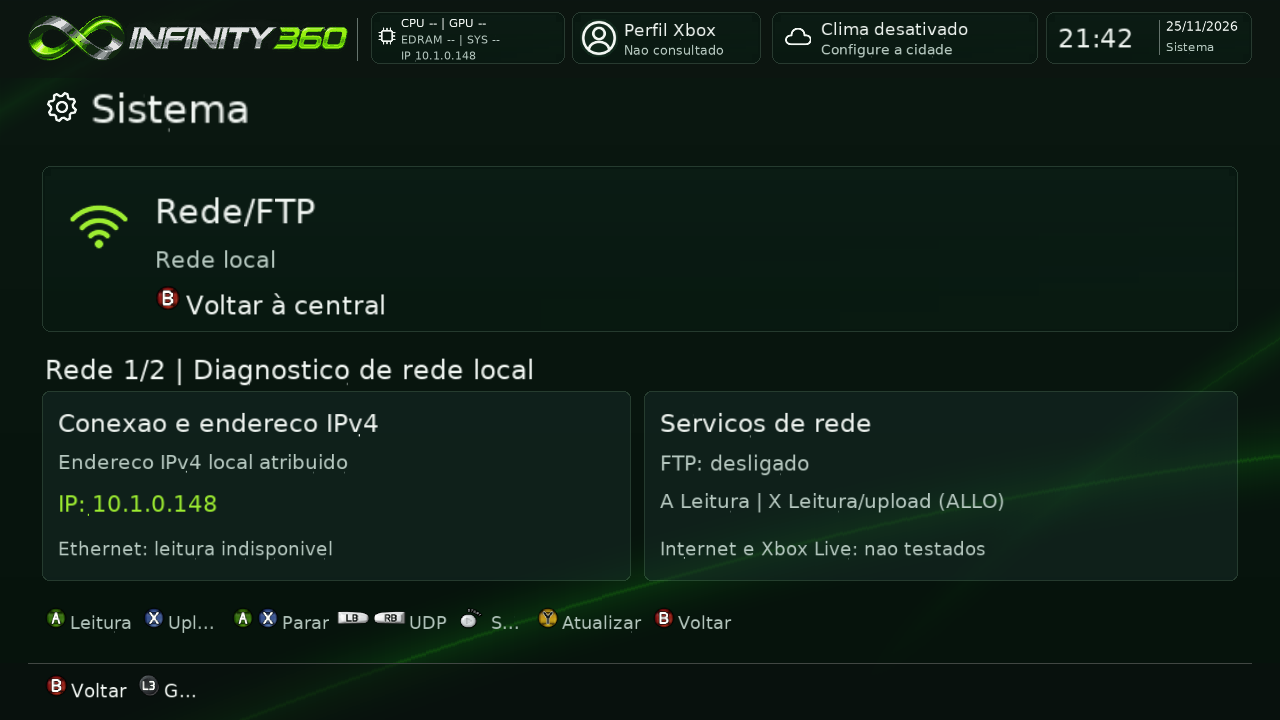 INFINITY 360
CPU -- | GPU --
EDRAM -- | SYS --
IP 10.1.0.148
Perfil Xbox
Nao consultado
Clima desativado
Configure a cidade
21:42
25/11/2026
Sistema
Sistema
Rede/FTP
Rede local
B Voltar à central
Rede 1/2 | Diagnostico de rede local
Conexao e endereco IPv4
Endereco IPv4 local atribuido
IP: 10.1.0.148
Ethernet: leitura indisponivel
Servicos de rede
FTP: desligado
A Leitura | X Leitura/upload (ALLO)
Internet e Xbox Live: nao testados
A Leitura X Upl... A X Parar LB RB UDP S... Y Atualizar B Voltar
B Voltar L3 G...